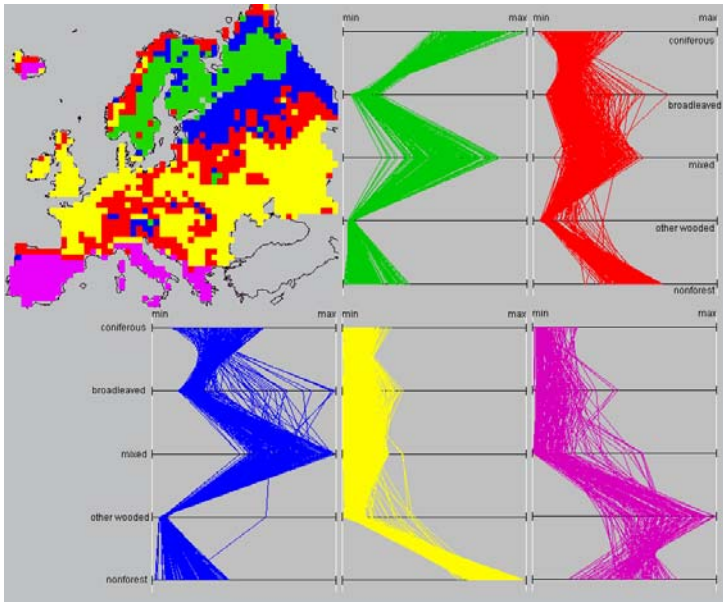 min max min max
coniferous
broadleaved
mixed
other wooded
nonforest
min max min max min max
coniferous
broadleaved
mixed
other wooded
nonforest